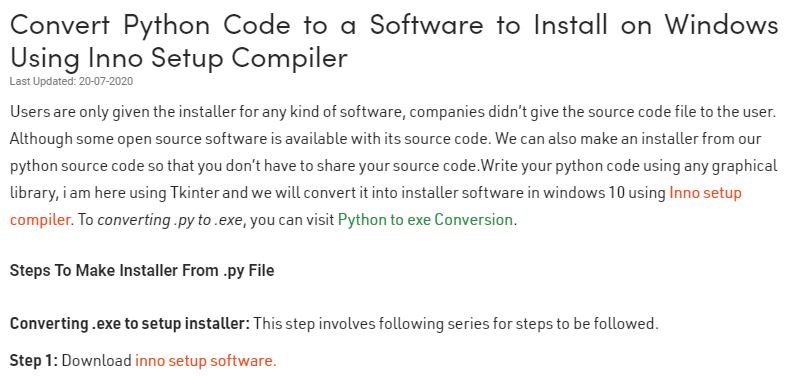 Convert Python Code to a Software to Install on Windows
Using Inno Setup Compiler
Last Updated: 20-07-2020
Users are only given the installer for any kind of software, companies didn't give the source code file to the user.
Although some open source software is available with its source code. We can also make an installer from our
python source code so that you don't have to share your source code.Write your python code using any graphical
library, i am here using Tkinter and we will convert it into installer software in windows 10 using Inno setup
compiler. To converting .py to .exe, you can visit Python to exe Conversion.
Steps To Make Installer From .py File
Converting .exe to setup installer: This step involves following series for steps to be followed.
Step 1: Download inno setup software.